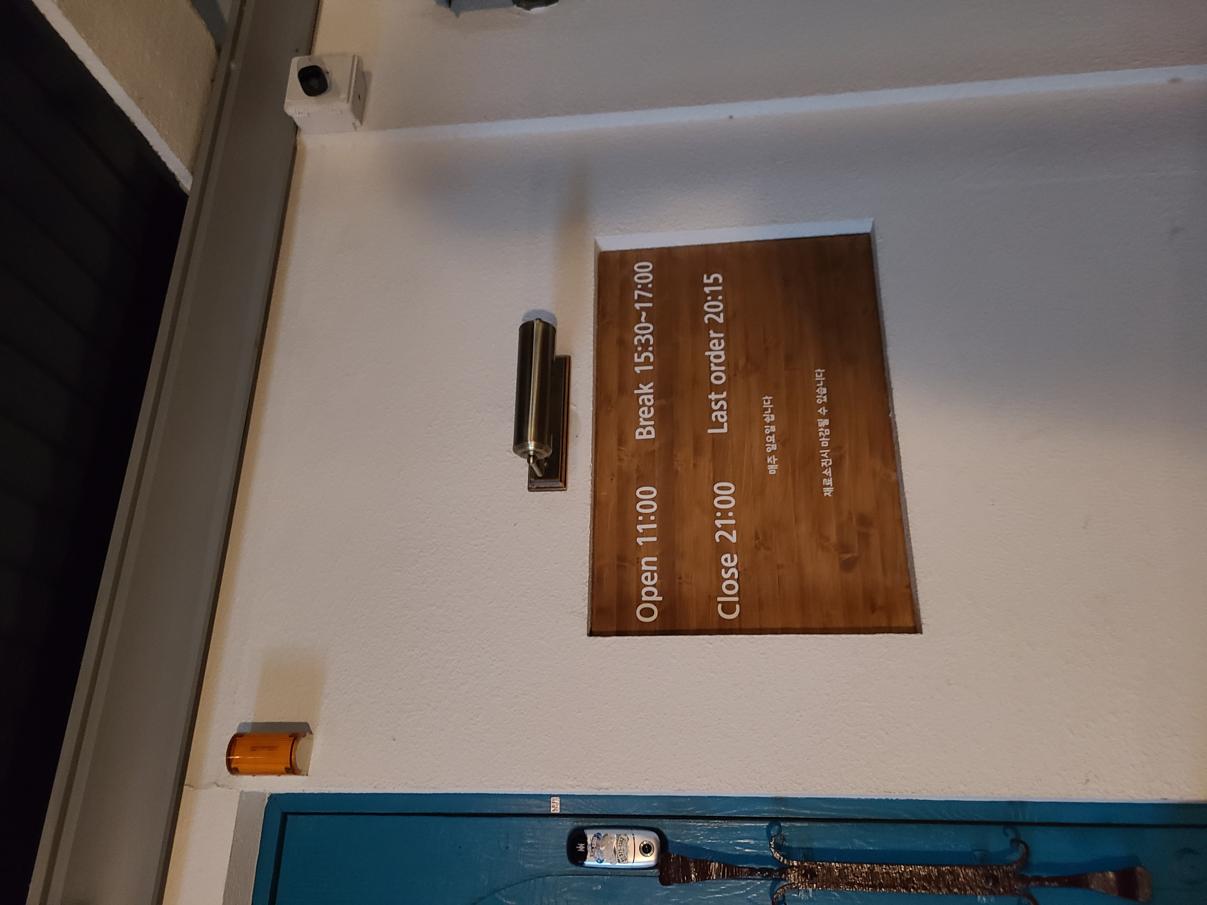 Open 11:00 Break 15:30~17:00
Close 21:00 Last order 20:15
매주 일요일 쉽니다
재료소진시 마감될 수 있습니다